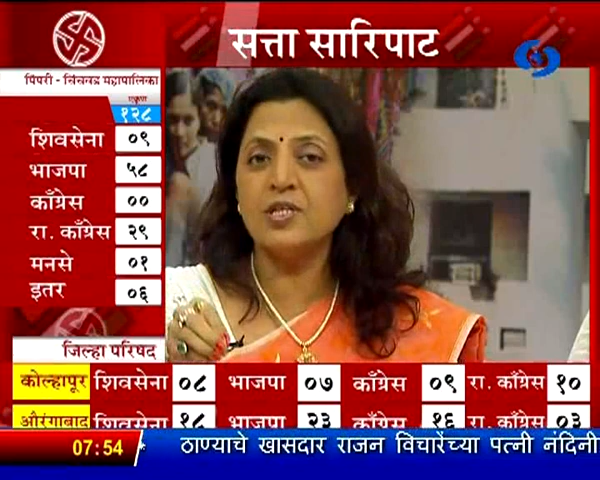 सत्ता सारिपाट
पिंपरी - चिंचवड महापालिका
एकूण
१२८
शिवसेना ०९
भाजपा ५८
काँग्रेस ००
रा. काँग्रेस २९
मनसे ०१
इतर ०६
जिल्हा परिषद
कोल्हापूर शिवसेना ०८ भाजपा ०७ काँग्रेस ०९ रा. काँग्रेस १०
औरंगाबाद शिवसेना १८ भाजपा २३ काँग्रेस १६ रा. काँग्रेस ०३
07:54 * ठाण्याचे खासदार राजन विचारेंच्या पत्नी नंदिनी